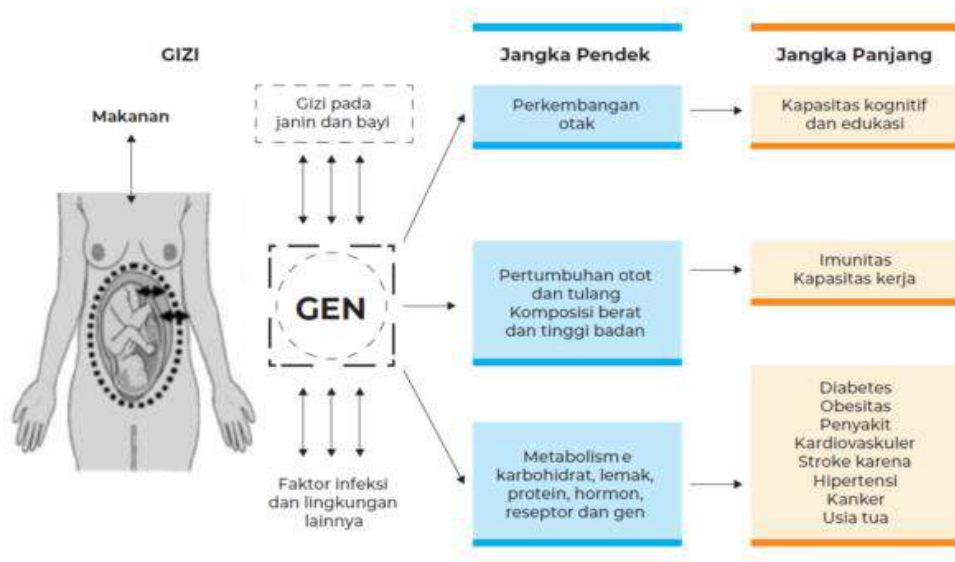 GIZI
Makanan
Gizi pada
janin dan bayi
GEN
Faktor infeksi
dan lingkungan
lainnya
Jangka Pendek
Perkembangan
otak
Pertumbuhan otot
dan tulang
Komposisi berat
dan tinggi badan
Metabolisme
karbohidrat, lemak,
protein, hormon,
reseptor dan gen
Jangka Panjang
Kapasitas kognitif
dan edukasi
Imunitas
Kapasitas kerja
Diabetes
Obesitas
Penyakit
Kardiovaskuler
Stroke karena
Hipertensi
Kanker
Usia tua